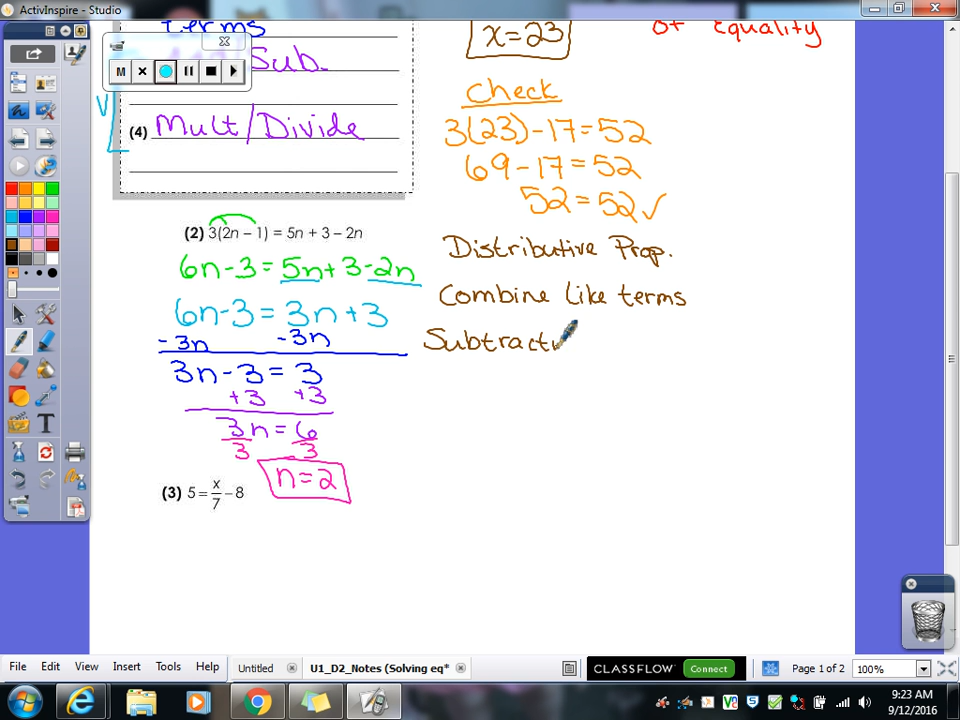 ActivInspire - Studio
terms
Sub.
(4) Mult/Divide
x=23
of Equality
Check
3(23)-17=52
69-17=52
52=52✓
(2) 3(2n – 1) = 5n + 3 – 2n
6n-3=5n+3-2n
6n-3=3n+3
-3n -3n
3n-3=3
+3 +3
3n=6
3 3
n=2
Distributive Prop.
Combine like terms
Subtracti
(3) 5 = x/7 – 8
File Edit View Insert Tools Help
Untitled
U1_D2_Notes (Solving eq*
CLASSFLOW Connect
Page 1 of 2
100%
9:23 AM
9/12/2016